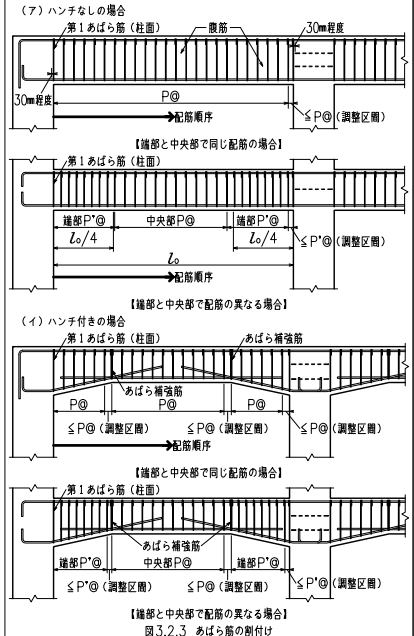 (ア) ハンチなしの場合
第1あばら筋 (柱面)
腹筋
30mm程度
30mm程度
P@
≦P@ (調整区間)
配筋順序
【端部と中央部で同じ配筋の場合】
第1あばら筋 (柱面)
端部P'@
中央部P@
端部P'@
≦P'@ (調整区間)
l₀/4
l₀/4
l₀
配筋順序
【端部と中央部で配筋の異なる場合】
(イ) ハンチ付きの場合
第1あばら筋 (柱面)
あばら補強筋
あばら補強筋
P@
P@
P@
≦P@ (調整区間)
≦P@ (調整区間)
≦P@ (調整区間)
配筋順序
【端部と中央部で同じ配筋の場合】
第1あばら筋 (柱面)
あばら補強筋
端部P'@
中央部P@
端部P'@
≦P'@ (調整区間)
≦P@ (調整区間)
≦P'@ (調整区間)
【端部と中央部で配筋の異なる場合】
図3.2.3 あばら筋の割付け